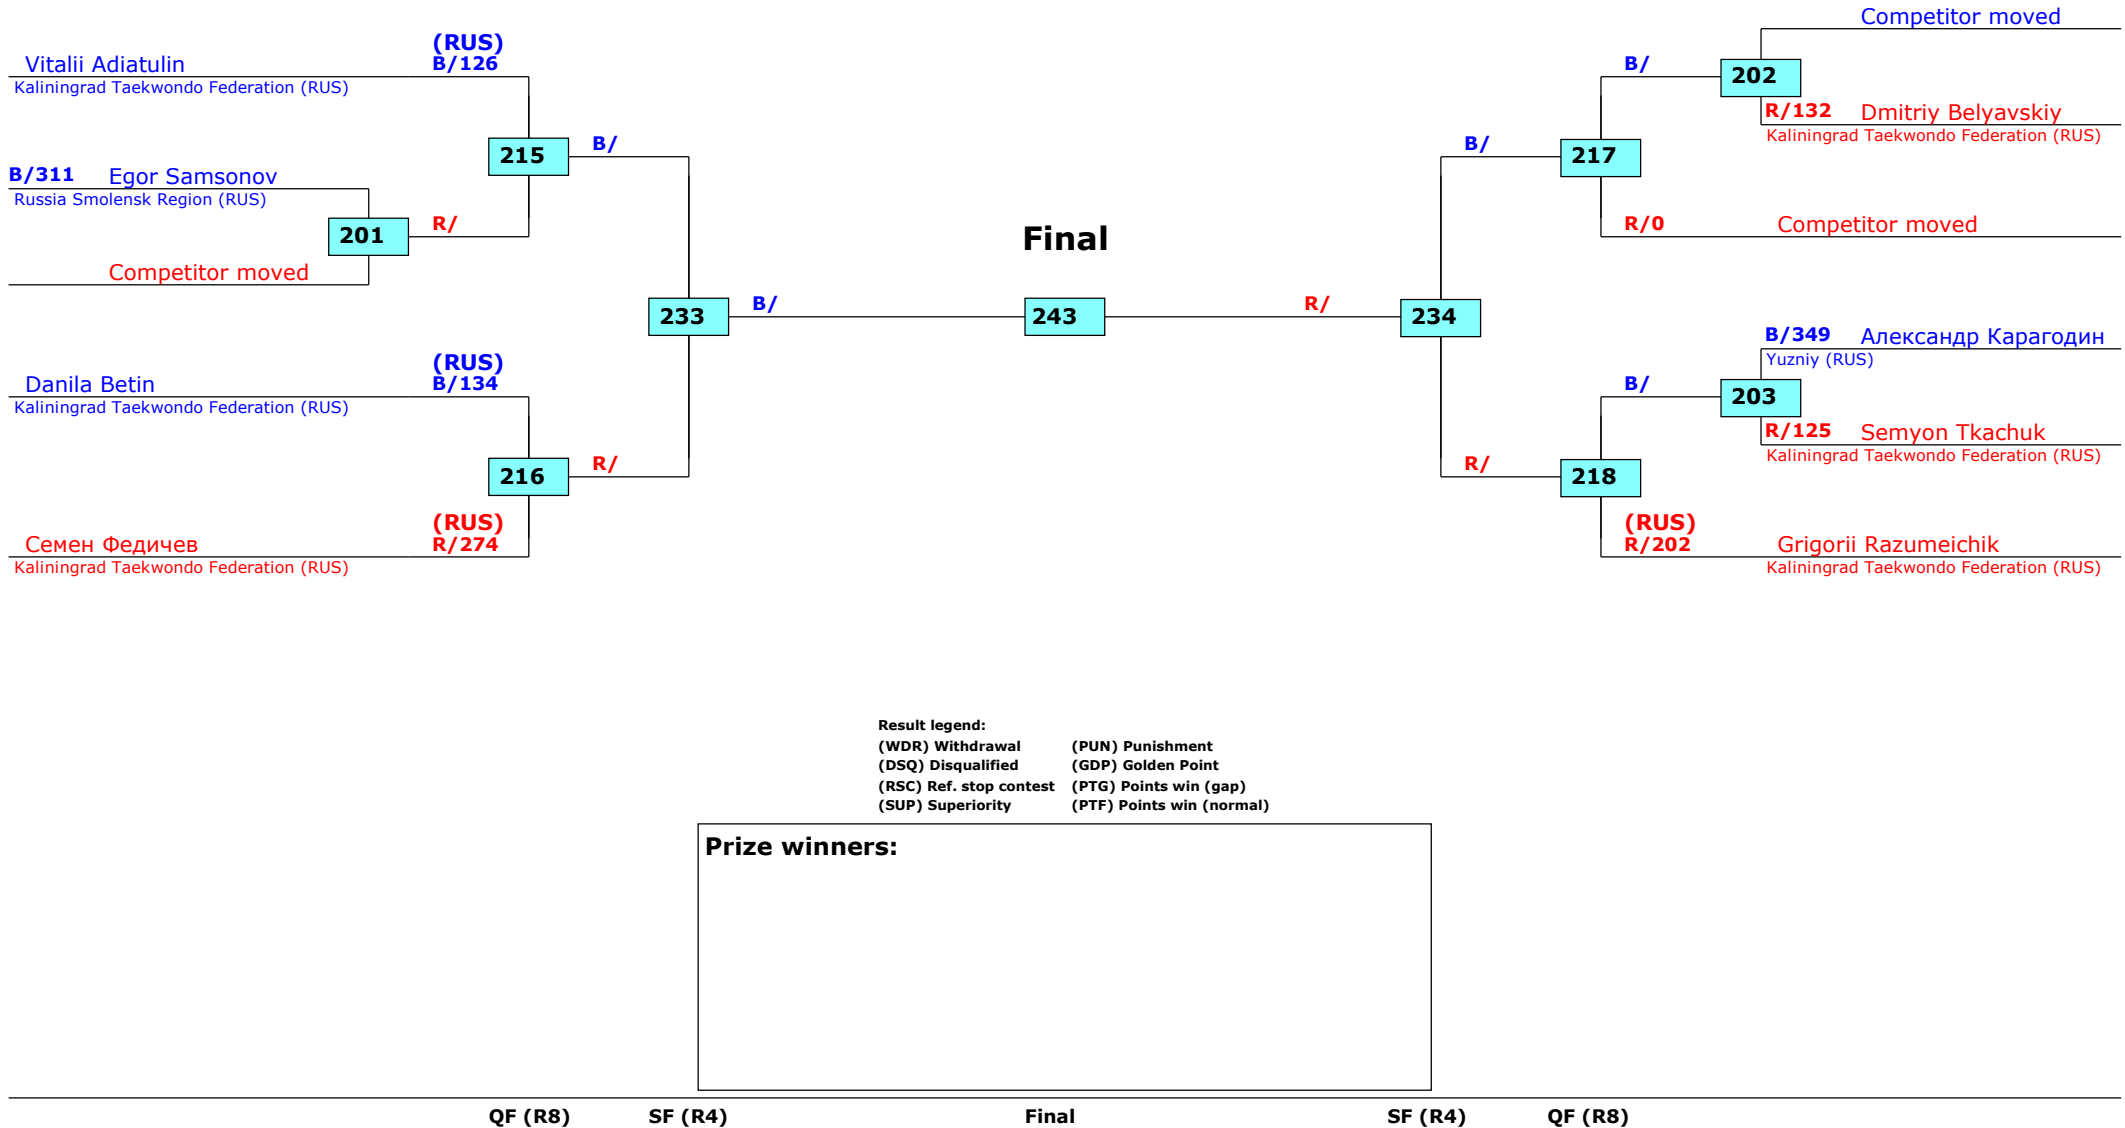 (RUS)
Vitalii Adiatulin B/126
Kaliningrad Taekwondo Federation (RUS)
215
B/
B/311 Egor Samsonov
Russia Smolensk Region (RUS)
201
R/
Competitor moved
233
B/
(RUS)
Danila Betin B/134
Kaliningrad Taekwondo Federation (RUS)
216
R/
(RUS)
Семен Федичев R/274
Kaliningrad Taekwondo Federation (RUS)
Final
243
Competitor moved
B/
202
R/132 Dmitriy Belyavskiy
Kaliningrad Taekwondo Federation (RUS)
B/
217
R/0 Competitor moved
R/
234
B/349 Александр Карагодин
Yuzniy (RUS)
B/
203
R/125 Semyon Tkachuk
Kaliningrad Taekwondo Federation (RUS)
R/
218
(RUS)
R/202 Grigorii Razumeichik
Kaliningrad Taekwondo Federation (RUS)
Result legend:
(WDR) Withdrawal (PUN) Punishment
(DSQ) Disqualified (GDP) Golden Point
(RSC) Ref. stop contest (PTG) Points win (gap)
(SUP) Superiority (PTF) Points win (normal)
Prize winners:
QF (R8) SF (R4) Final SF (R4) QF (R8)